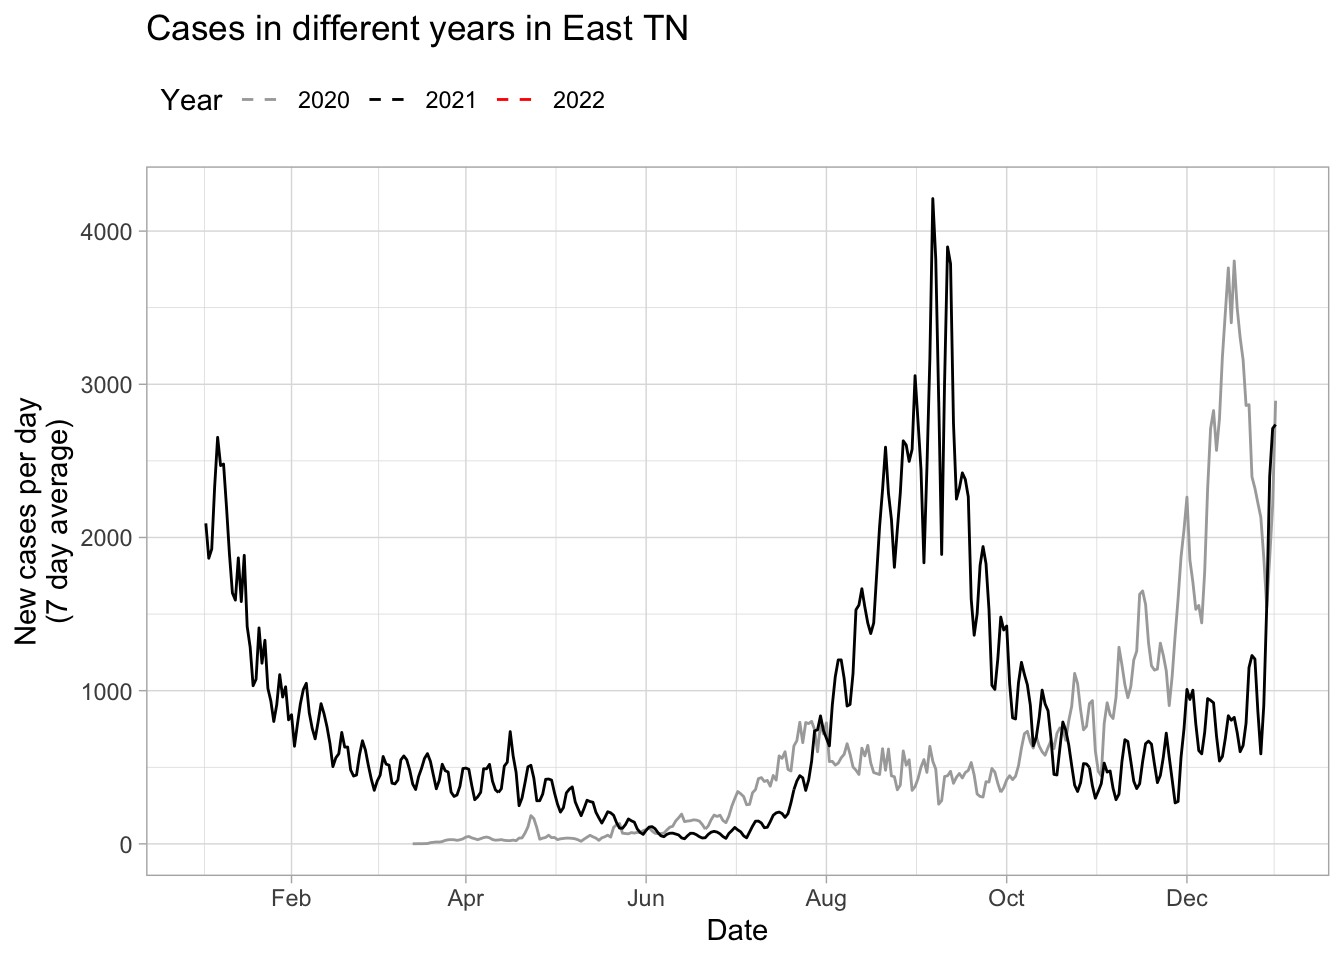 Cases in different years in East TN
Year 2020 2021 2022
New cases per day
(7 day average)
4000
3000
2000
1000
0
Feb Apr Jun Aug Oct Dec
Date